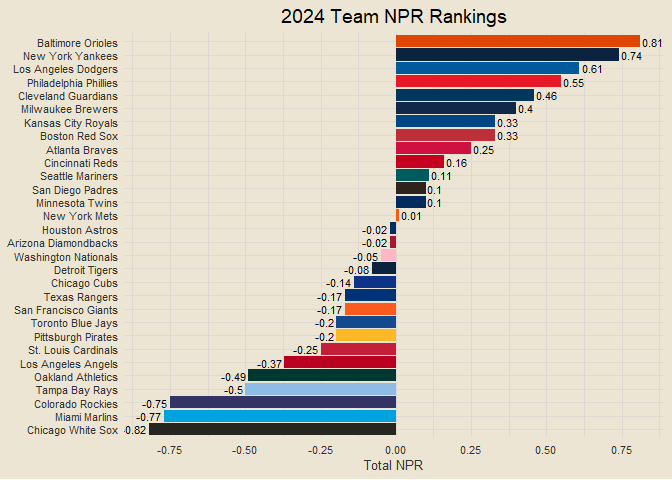 2024 Team NPR Rankings
Baltimore Orioles 0.81
New York Yankees 0.74
Los Angeles Dodgers 0.61
Philadelphia Phillies 0.55
Cleveland Guardians 0.46
Milwaukee Brewers 0.4
Kansas City Royals 0.33
Boston Red Sox 0.33
Atlanta Braves 0.25
Cincinnati Reds 0.16
Seattle Mariners 0.11
San Diego Padres 0.1
Minnesota Twins 0.1
New York Mets 0.01
Houston Astros -0.02
Arizona Diamondbacks -0.02
Washington Nationals -0.05
Detroit Tigers -0.08
Chicago Cubs -0.14
Texas Rangers -0.17
San Francisco Giants -0.17
Toronto Blue Jays -0.2
Pittsburgh Pirates -0.2
St. Louis Cardinals -0.25
Los Angeles Angels -0.37
Oakland Athletics -0.49
Tampa Bay Rays -0.5
Colorado Rockies -0.75
Miami Marlins -0.77
Chicago White Sox -0.82
-0.75 -0.50 -0.25 0.00 0.25 0.50 0.75
Total NPR